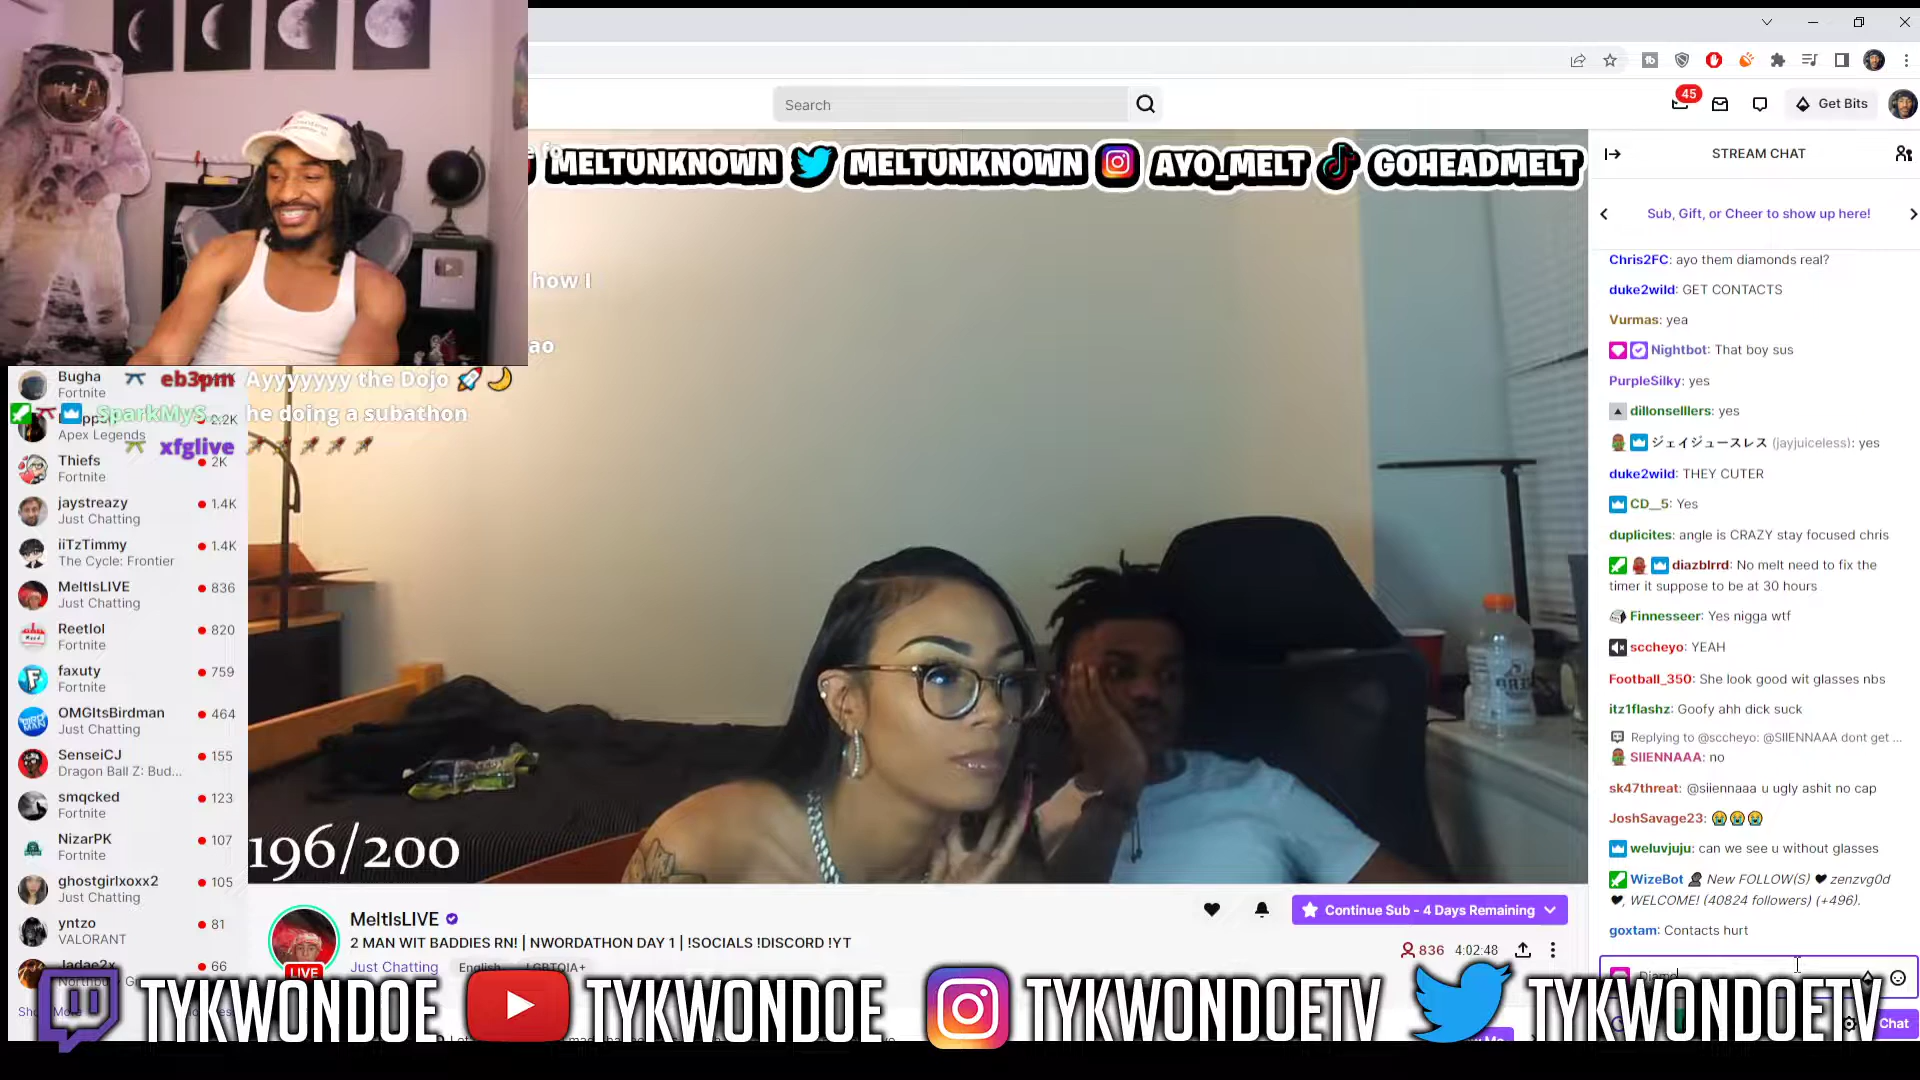 Search
45
Get Bits
MELTUNKNOWN MELTUNKNOWN AYO_MELT GOHEADMELT
how I
ao
STREAM CHAT
Sub, Gift, or Cheer to show up here!
Chris2FC: ayo them diamonds real?
duke2wild: GET CONTACTS
Vurmas: yea
Nightbot: That boy sus
PurpleSilky: yes
dillonselllers: yes
ジェイジュースレス (jayjuiceless): yes
duke2wild: THEY CUTER
CD__5: Yes
duplicites: angle is CRAZY stay focused chris
diazblrrd: No melt need to fix the
timer it suppose to be at 30 hours
Finnesseer: Yes nigga wtf
sccheyo: YEAH
Football_350: She look good wit glasses nbs
itz1flashz: Goofy ahh dick suck
Replying to @sccheyo: @SIIENNAAA dont get ...
SIIENNAAA: no
sk47threat: @siiennaaa u ugly ashit no cap
JoshSavage23: 😭😭😭
weluvjuju: can we see u without glasses
WizeBot New FOLLOW(S) ♥ zenzvg0d
♥, WELCOME! (40824 followers) (+496).
goxtam: Contacts hurt
Diamo
Chat
Bugha
Fortnite
eb3pm Ayyyyyyy the Dojo 🚀🌙
SparkMyS... he doing a subathon
2.2K
Apex Legends
xfglive
Thiefs 2K
Fortnite
jaystreazy 1.4K
Just Chatting
iiTzTimmy 1.4K
The Cycle: Frontier
MeltIsLIVE 836
Just Chatting
Reetlol 820
Fortnite
faxuty 759
Fortnite
OMGItsBirdman 464
Just Chatting
SenseiCJ 155
Dragon Ball Z: Bud...
smqcked 123
Fortnite
NizarPK 107
Fortnite
ghostgirlxoxx2 105
Just Chatting
yntzo 81
VALORANT
Jadae2x 66
196/200
MeltIsLIVE
2 MAN WIT BADDIES RN! | NWORDATHON DAY 1 | !SOCIALS !DISCORD !YT
Just Chatting English LGBTQIA+
LIVE
Continue Sub - 4 Days Remaining
836 4:02:48
TYKWONDOE TYKWONDOE TYKWONDOETV TYKWONDOETV